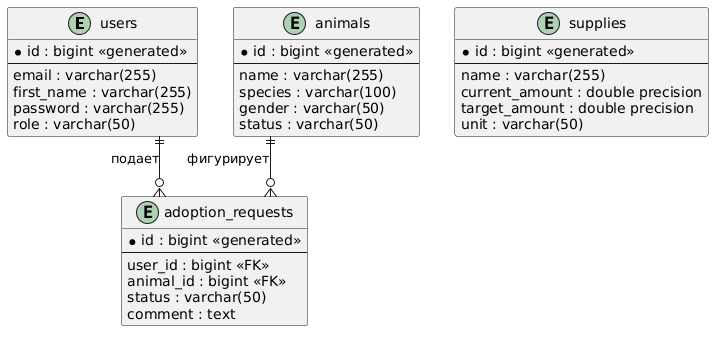 E users
* id : bigint «generated»
email : varchar(255)
first_name : varchar(255)
password : varchar(255)
role : varchar(50)
E animals
* id : bigint «generated»
name : varchar(255)
species : varchar(100)
gender : varchar(50)
status : varchar(50)
E supplies
* id : bigint «generated»
name : varchar(255)
current_amount : double precision
target_amount : double precision
unit : varchar(50)
подает
фигурирует
E adoption_requests
* id : bigint «generated»
user_id : bigint «FK»
animal_id : bigint «FK»
status : varchar(50)
comment : text